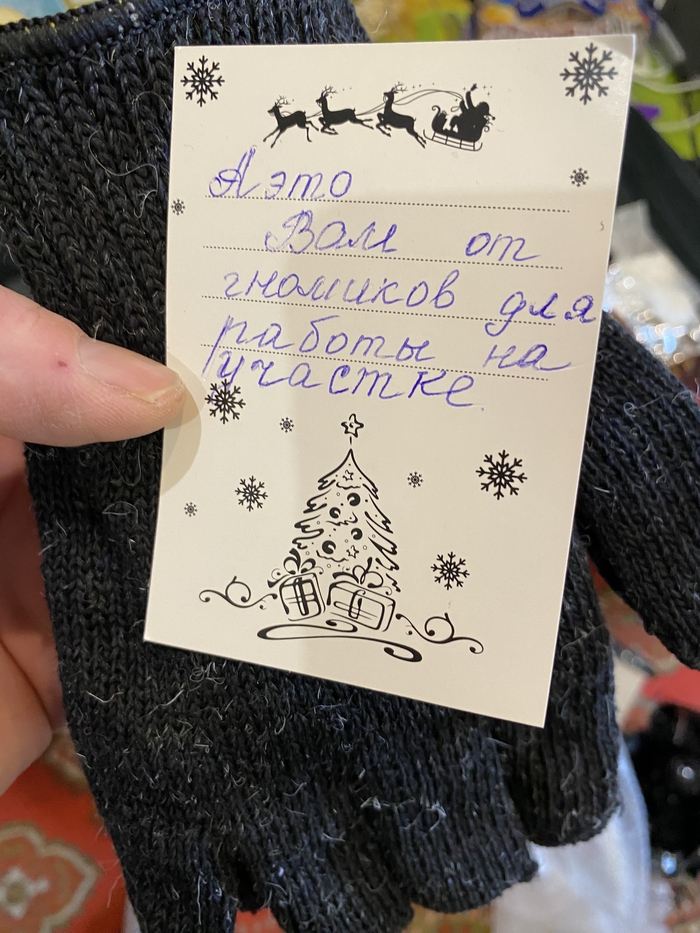 А это
Вам от
гномиков для
работы на
участке.